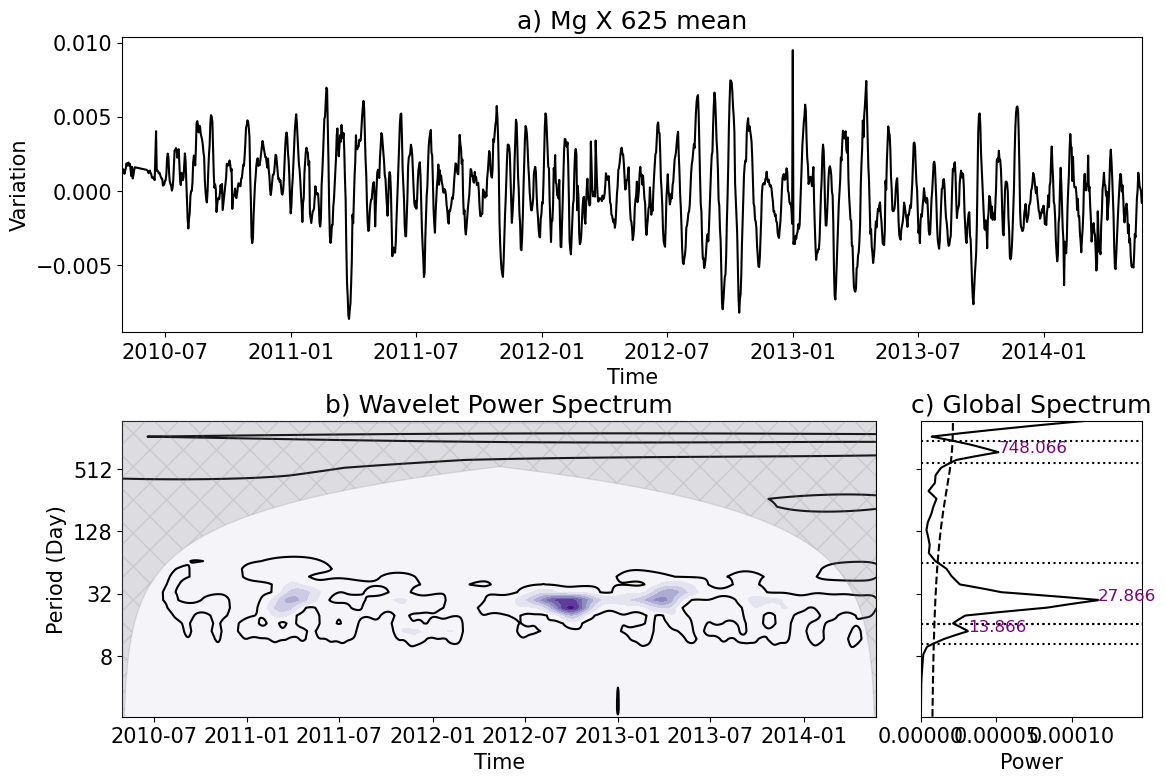 a) Mg X 625 mean
0.010
0.005
0.000
−0.005
Variation
2010-07 2011-01 2011-07 2012-01 2012-07 2013-01 2013-07 2014-01
Time
b) Wavelet Power Spectrum
512
128
32
8
Period (Day)
2010-07 2011-01 2011-07 2012-01 2012-07 2013-01 2013-07 2014-01
Time
c) Global Spectrum
748.066
27.866
13.866
0.00000 0.00005 0.00010
Power